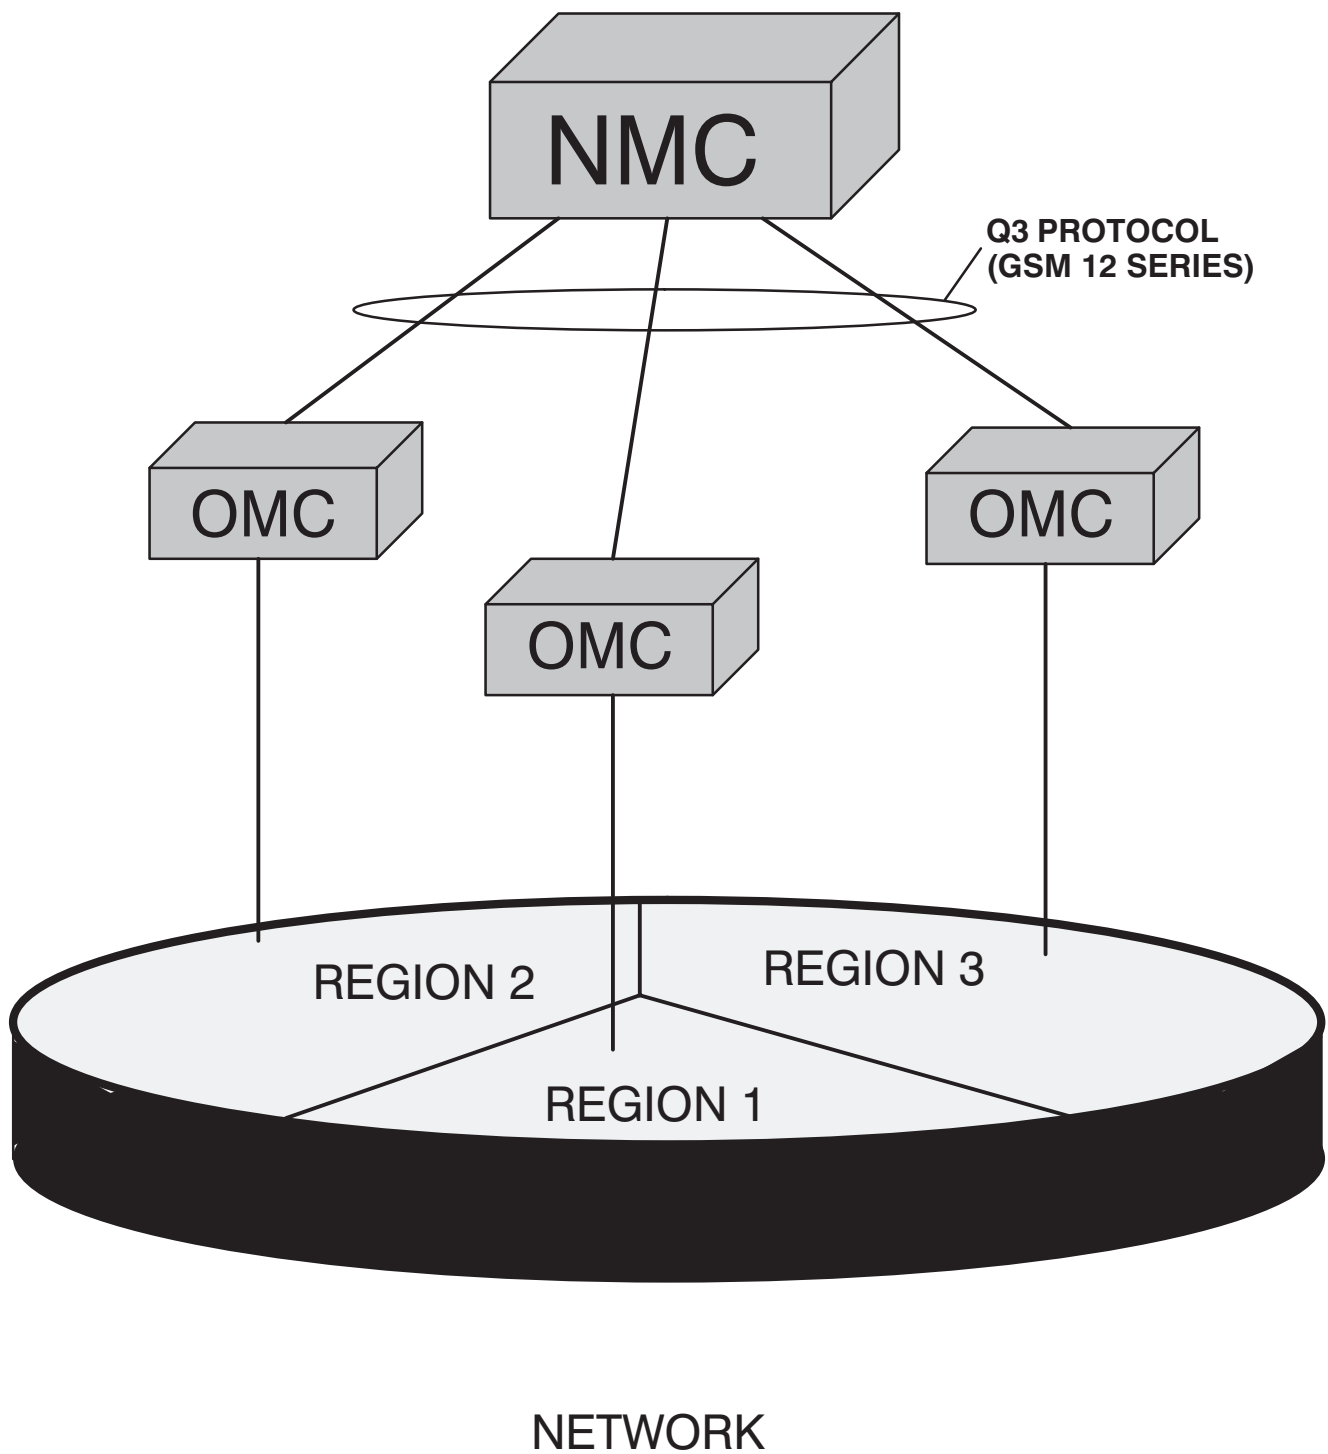 NMC
Q3 PROTOCOL
(GSM 12 SERIES)
OMC
OMC
OMC
REGION 2
REGION 3
REGION 1
NETWORK